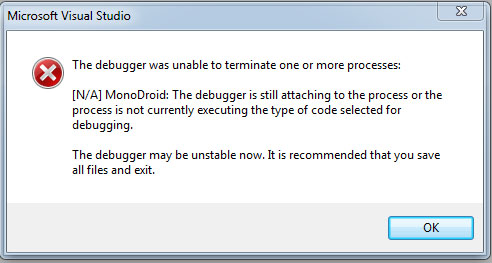 Microsoft Visual Studio
The debugger was unable to terminate one or more processes:
[N/A] MonoDroid: The debugger is still attaching to the process or the
process is not currently executing the type of code selected for
debugging.
The debugger may be unstable now. It is recommended that you save
all files and exit.
OK